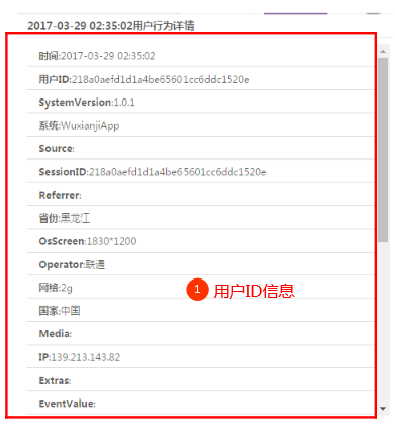 2017-03-29 02:35:02用户行为详情
时间:2017-03-29 02:35:02
用户ID:218a0aefd1d1a4be65601cc6ddc1520e
SystemVersion:1.0.1
系统:WuxianjiApp
Source:
SessionID:218a0aefd1d1a4be65601cc6ddc1520e
Referrer:
省份:黑龙江
OsScreen:1830*1200
Operator:联通
网络:2g
1 用户ID信息
国家:中国
Media:
IP:139.213.143.82
Extras:
EventValue: